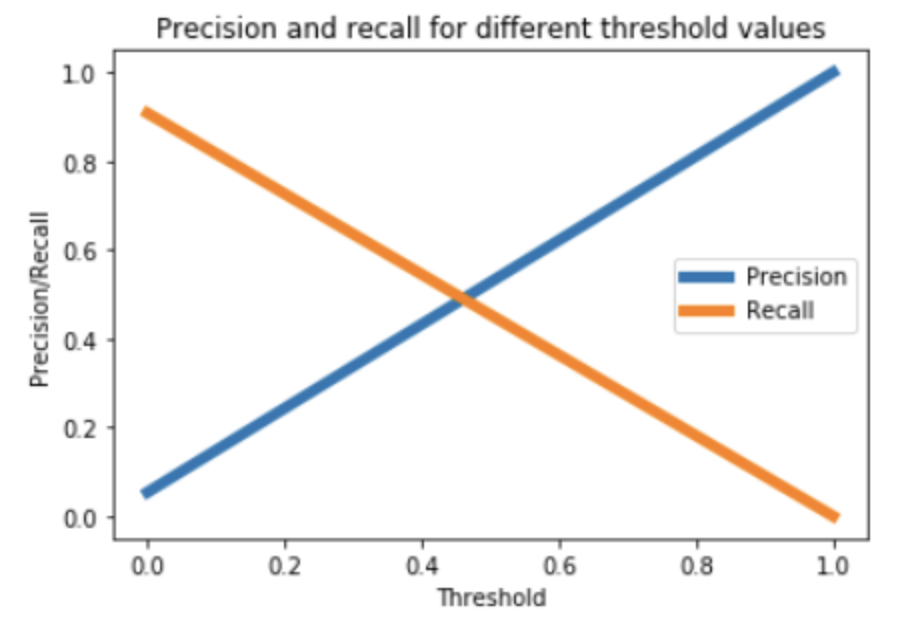 Precision and recall for different threshold values
1.0
0.8
0.6
0.4
0.2
0.0
Precision/Recall
Precision
Recall
0.0 0.2 0.4 0.6 0.8 1.0
Threshold